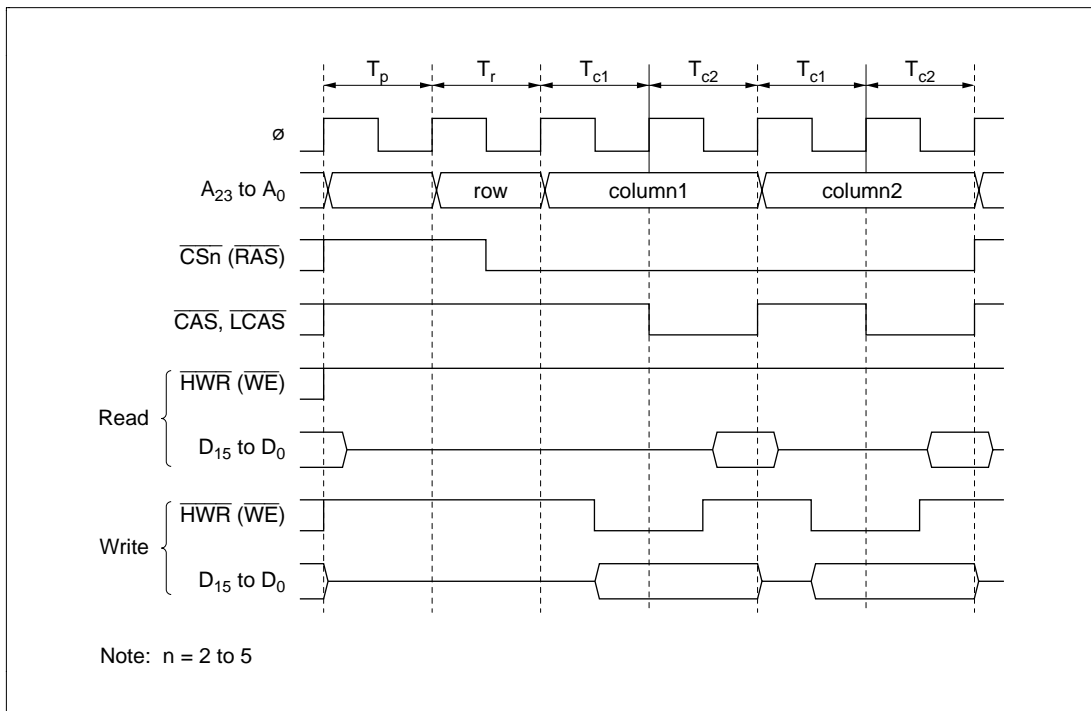 Tp Tr Tc1 Tc2 Tc1 Tc2
ø
A23 to A0 row column1 column2
CSn (RAS)
CAS, LCAS
Read
HWR (WE)
D15 to D0
Write
HWR (WE)
D15 to D0
Note: n = 2 to 5